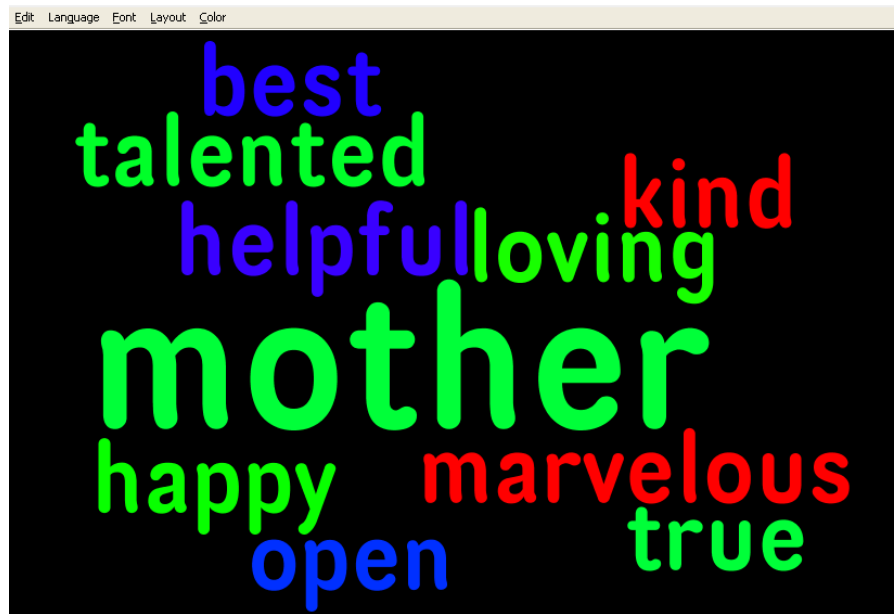 Edit Language Font Layout Color
best
talented
kind
helpful loving
mother
happy marvelous
open true